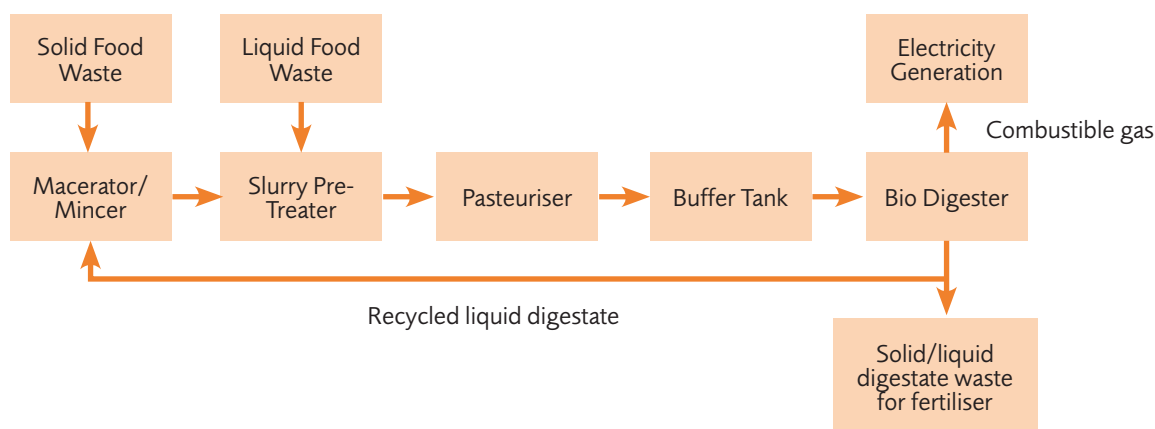 Solid Food
Waste
Liquid Food
Waste
Electricity
Generation
Combustible gas
Macerator/
Mincer
Slurry Pre-
Treater
Pasteuriser
Buffer Tank
Bio Digester
Recycled liquid digestate
Solid/liquid
digestate waste
for fertiliser